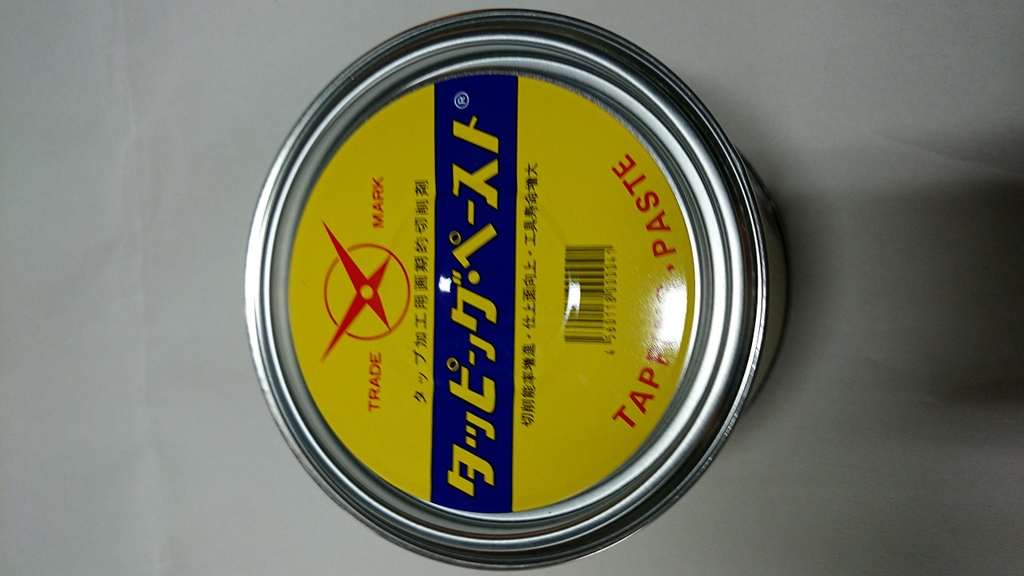 TRADE MARK
タップ加工用画期的切削剤
タッピング・ペースト®
切削能率増進・仕上面向上・工具寿命増大
PASTE